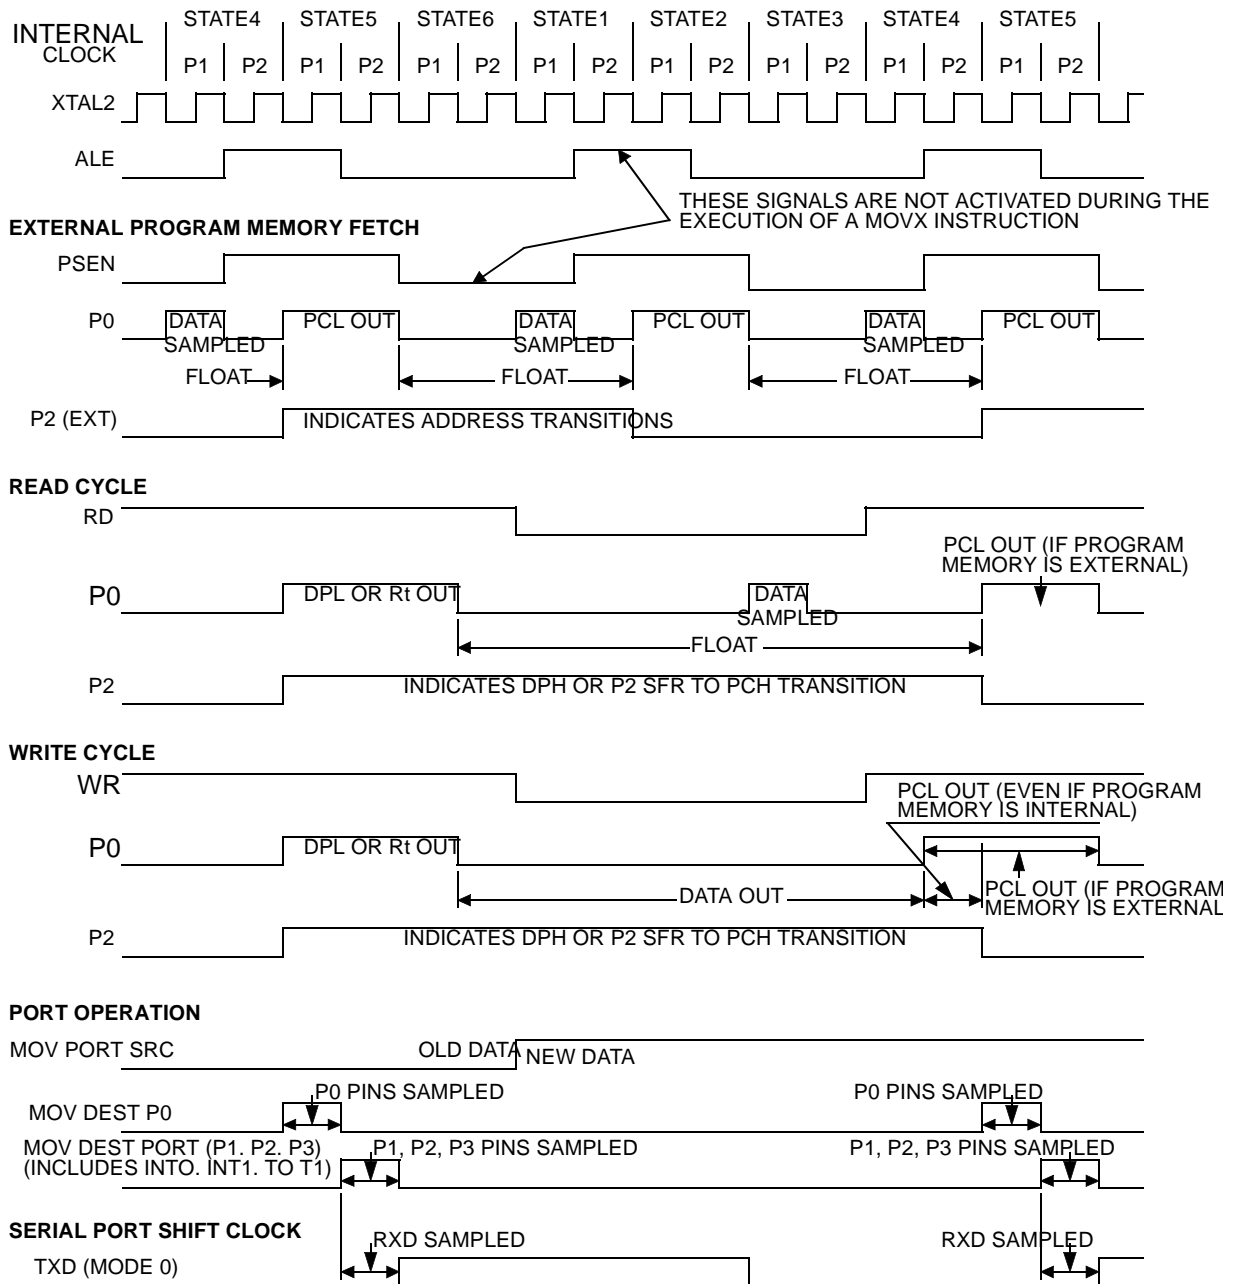 INTERNAL
CLOCK
STATE4 STATE5 STATE6 STATE1 STATE2 STATE3 STATE4 STATE5
P1 P2 P1 P2 P1 P2 P1 P2 P1 P2 P1 P2 P1 P2 P1 P2
XTAL2
ALE
THESE SIGNALS ARE NOT ACTIVATED DURING THE
EXECUTION OF A MOVX INSTRUCTION
EXTERNAL PROGRAM MEMORY FETCH
PSEN
P0 DATA PCL OUT DATA PCL OUT DATA PCL OUT
SAMPLED SAMPLED SAMPLED
FLOAT FLOAT FLOAT
P2 (EXT) INDICATES ADDRESS TRANSITIONS
READ CYCLE
RD
PCL OUT (IF PROGRAM
MEMORY IS EXTERNAL)
P0 DPL OR Rt OUT DATA
SAMPLED
FLOAT
P2 INDICATES DPH OR P2 SFR TO PCH TRANSITION
WRITE CYCLE
WR
PCL OUT (EVEN IF PROGRAM
MEMORY IS INTERNAL)
P0 DPL OR Rt OUT
DATA OUT
PCL OUT (IF PROGRAM
MEMORY IS EXTERNAL
P2 INDICATES DPH OR P2 SFR TO PCH TRANSITION
PORT OPERATION
MOV PORT SRC OLD DATA NEW DATA
P0 PINS SAMPLED P0 PINS SAMPLED
MOV DEST P0
MOV DEST PORT (P1. P2. P3) P1, P2, P3 PINS SAMPLED P1, P2, P3 PINS SAMPLED
(INCLUDES INTO. INT1. TO T1)
SERIAL PORT SHIFT CLOCK
RXD SAMPLED RXD SAMPLED
TXD (MODE 0)